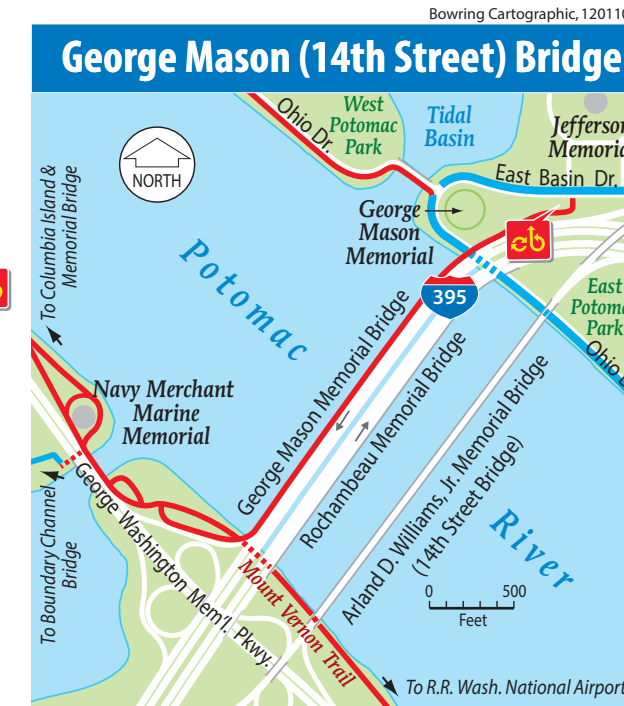 Bowring Cartographic, 120110
George Mason (14th Street) Bridge
Ohio Dr.
West
Potomac
Park
Tidal
Basin
Jefferson
Memorial
NORTH
East Basin Dr.
To Columbia Island &
Memorial Bridge
George
Mason
Memorial
Potomac
395
East
Potomac
Park
Ohio D
George Mason Memorial Bridge
Rochambeau Memorial Bridge
Arland D. Williams, Jr. Memorial Bridge
(14th Street Bridge)
Navy Merchant
Marine
Memorial
River
George Washington Mem'l. Pkwy.
To Boundary Channel
Bridge
Mount Vernon Trail
0 500
Feet
To R.R. Wash. National Airport